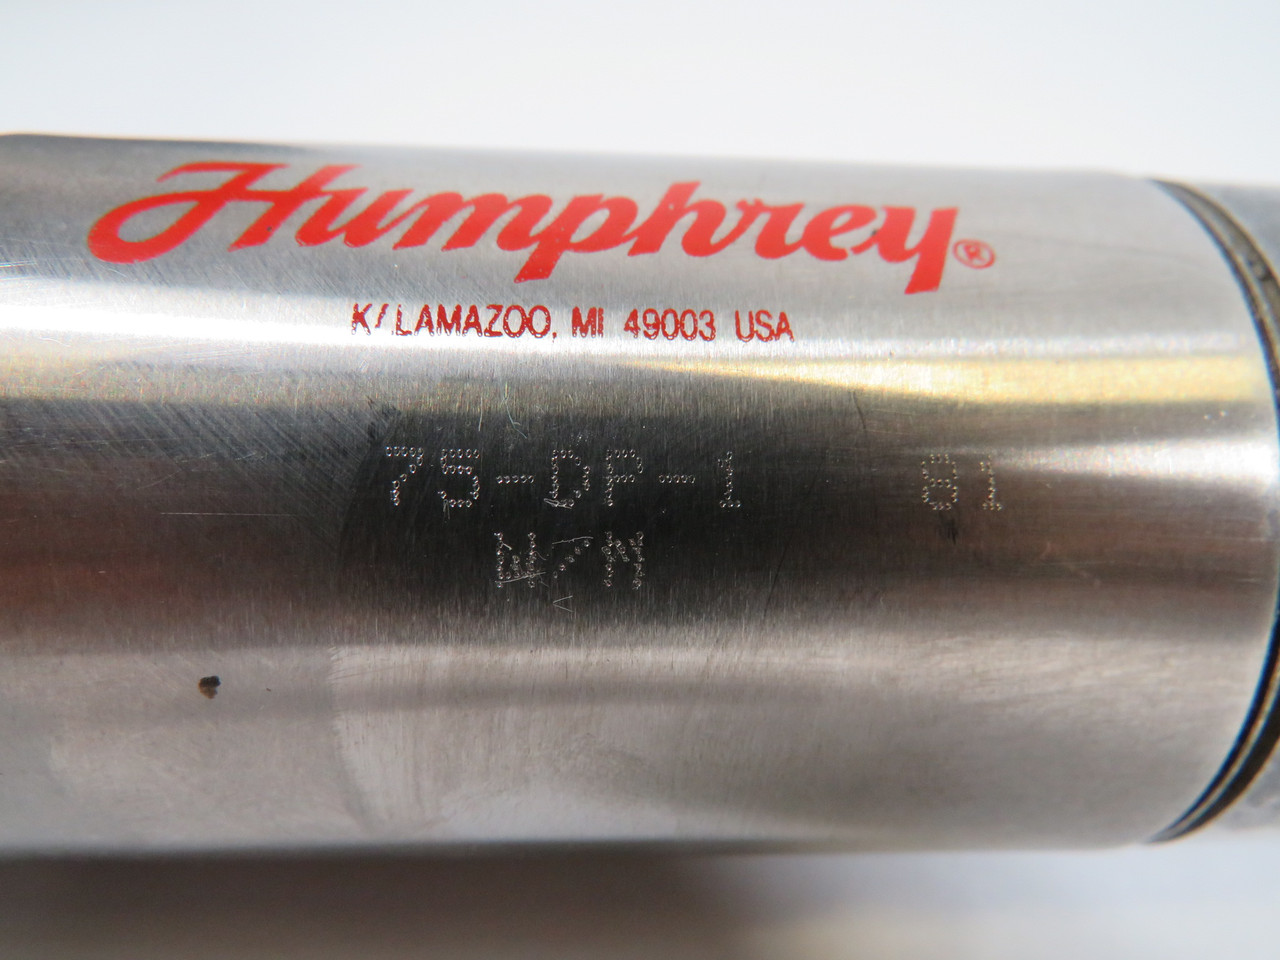 Humphrey®
K/LAMAZOO, MI 49003 USA
75-DP-1 81